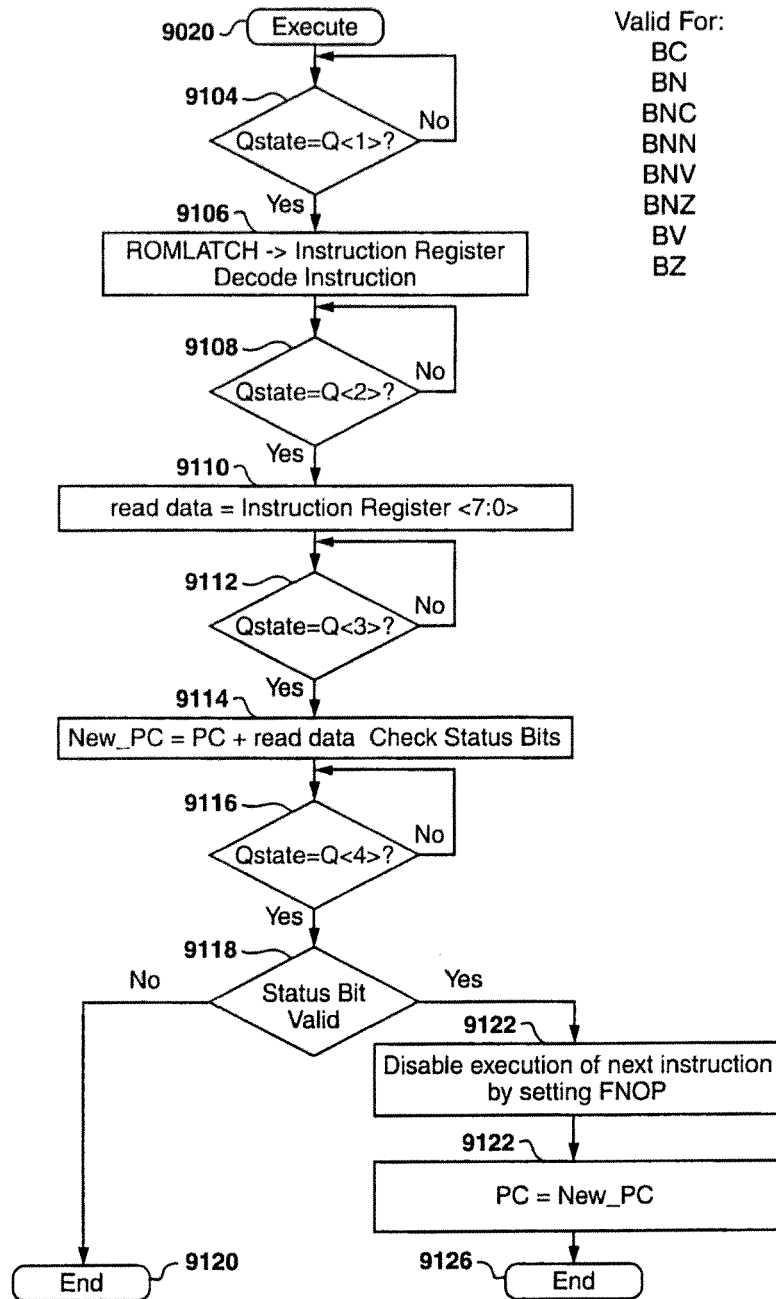 9020
Execute
Valid For:
BC
BN
BNC
BNN
BNV
BNZ
BV
BZ
9104
Qstate=Q<1>?
No
Yes
9106
ROMLATCH -> Instruction Register
Decode Instruction
9108
Qstate=Q<2>?
No
Yes
9110
read data = Instruction Register <7:0>
9112
Qstate=Q<3>?
No
Yes
9114
New_PC = PC + read data Check Status Bits
9116
Qstate=Q<4>?
No
Yes
9118
No
Status Bit
Valid
Yes
9122
Disable execution of next instruction
by setting FNOP
9122
PC = New_PC
End
9120
9126
End